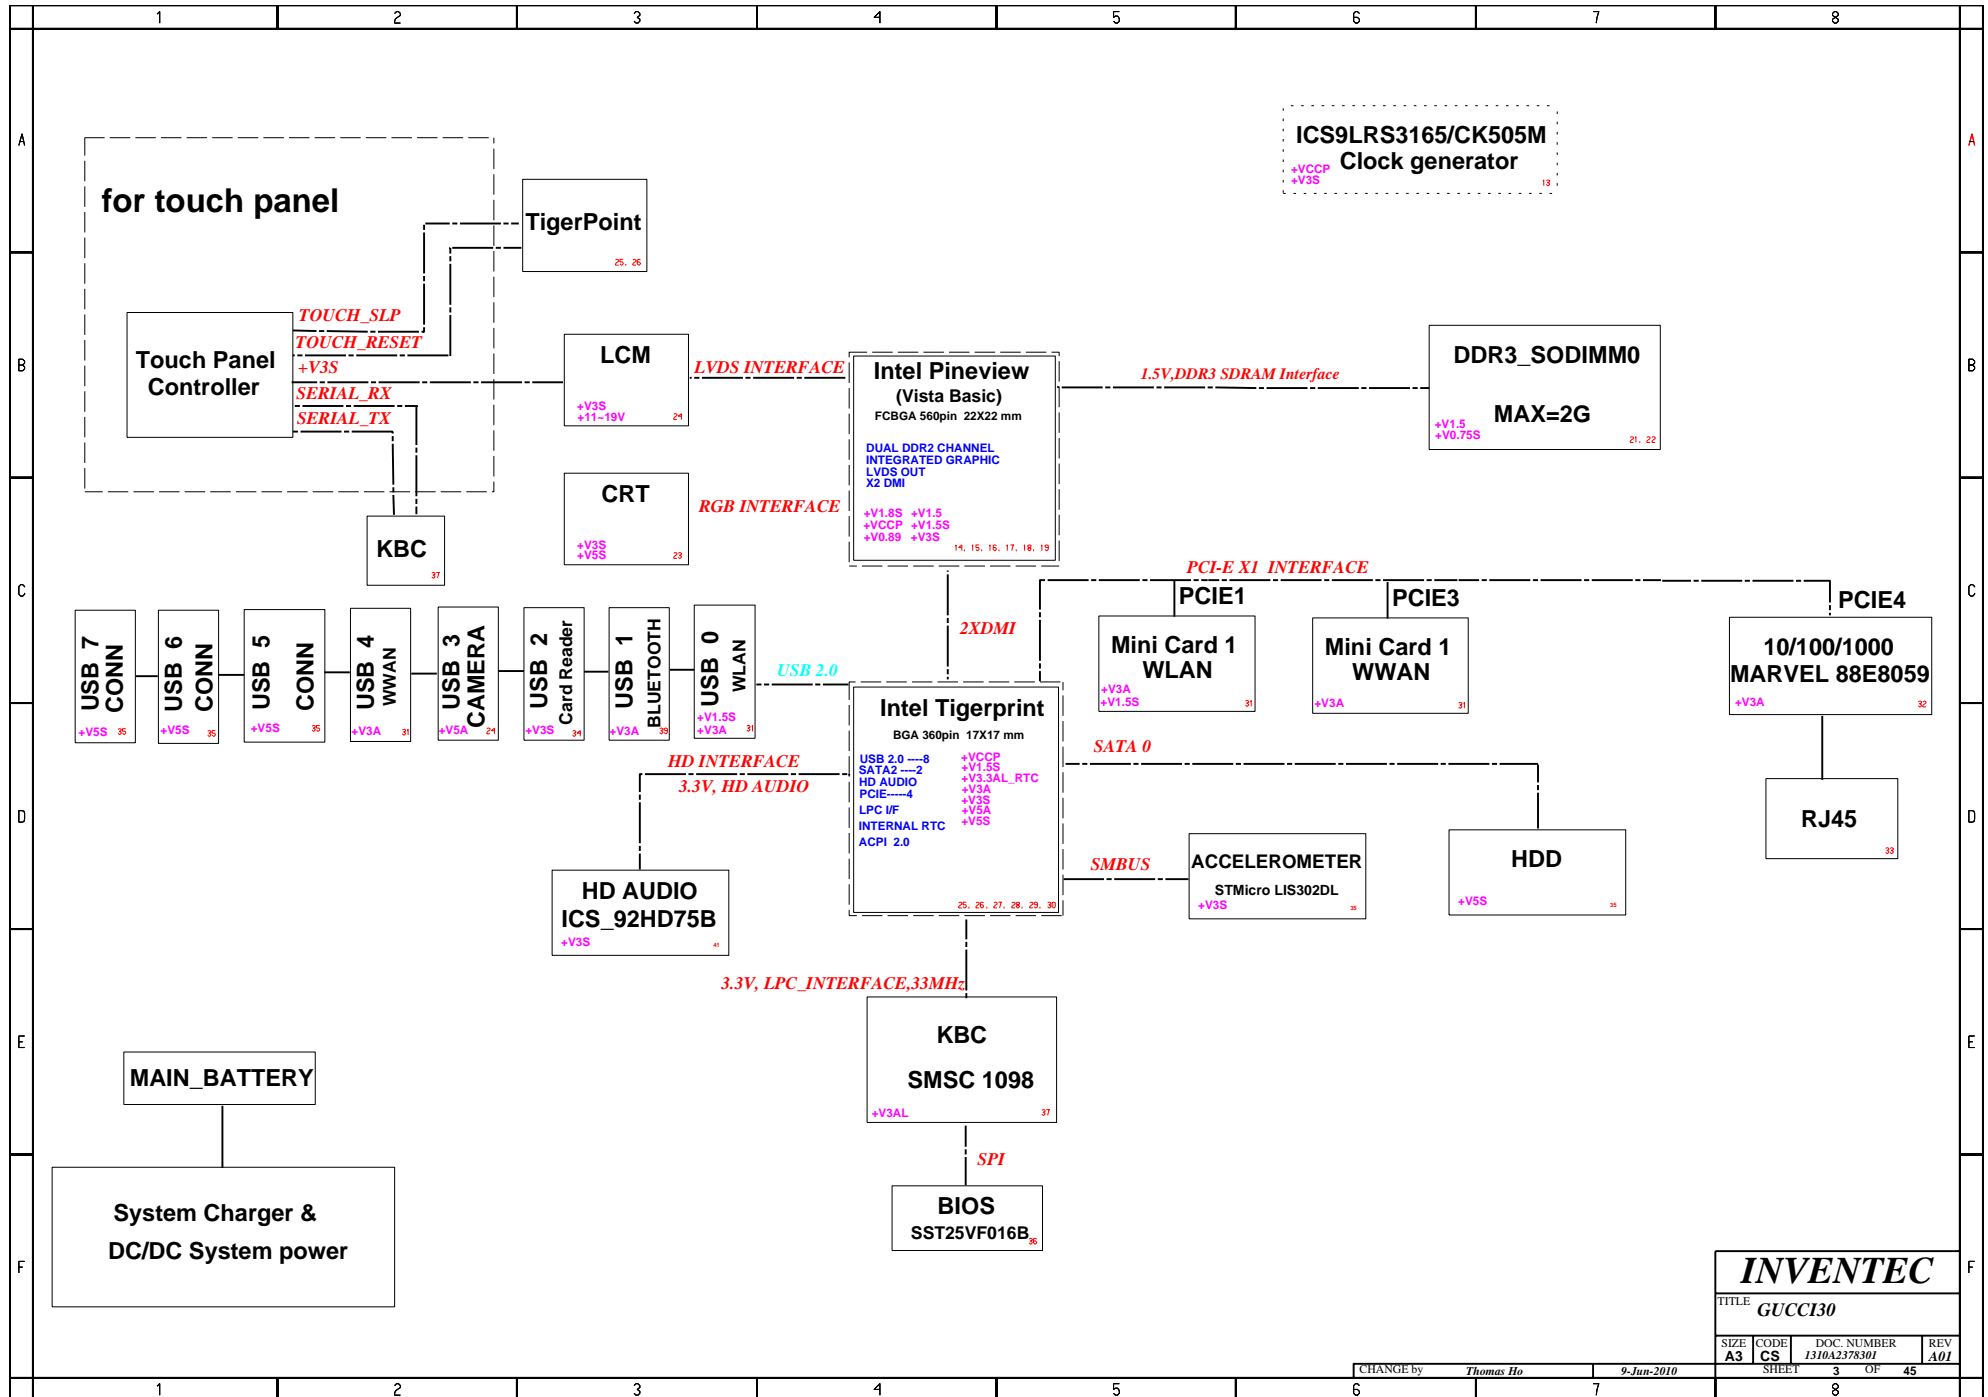 1 2 3 4 5 6 7 8
A
B
C
D
E
F
A
B
C
D
E
F
for touch panel
TigerPoint
25, 26
ICS9LRS3165/CK505M
Clock generator
+VCCP
+V3S
13
Touch Panel
Controller
TOUCH_SLP
TOUCH_RESET
+V3S
SERIAL_RX
SERIAL_TX
KBC
37
LCM
+V3S
+11~19V
24
LVDS INTERFACE
CRT
+V3S
+V5S
23
RGB INTERFACE
Intel Pineview
(Vista Basic)
FCBGA 560pin 22X22 mm
DUAL DDR2 CHANNEL
INTEGRATED GRAPHIC
LVDS OUT
X2 DMI
+V1.8S +V1.5
+VCCP +V1.5S
+V0.89 +V3S
14, 15, 16, 17, 18, 19
1.5V,DDR3 SDRAM Interface
DDR3_SODIMM0
MAX=2G
+V1.5
+V0.75S
21, 22
PCI-E X1 INTERFACE
2XDMI
PCIE1
Mini Card 1
WLAN
+V3A
+V1.5S
31
PCIE3
Mini Card 1
WWAN
+V3A
31
PCIE4
10/100/1000
MARVEL 88E8059
+V3A
32
RJ45
33
USB 7
CONN
+V5S 35
USB 6
CONN
+V5S 35
USB 5
CONN
+V5S 35
USB 4
WWAN
+V3A 31
USB 3
CAMERA
+V5A 24
USB 2
Card Reader
+V3S 34
USB 1
BLUETOOTH
+V3A 39
USB 0
WLAN
+V1.5S
+V3A 31
USB 2.0
Intel Tigerprint
BGA 360pin 17X17 mm
USB 2.0 ----8
SATA2 ----2
HD AUDIO
PCIE-----4
LPC I/F
INTERNAL RTC
ACPI 2.0
+VCCP
+V1.5S
+V3.3AL_RTC
+V3A
+V3S
+V5A
+V5S
25, 26, 27, 28, 29, 30
HD INTERFACE
3.3V, HD AUDIO
HD AUDIO
ICS_92HD75B
+V3S
41
SATA 0
HDD
+V5S
35
SMBUS
ACCELEROMETER
STMicro LIS302DL
+V3S
35
3.3V, LPC_INTERFACE,33MHz
KBC
SMSC 1098
+V3AL
37
SPI
BIOS
SST25VF016B
36
MAIN_BATTERY
System Charger &
DC/DC System power
INVENTEC
TITLE GUCCI30
SIZE CODE DOC. NUMBER REV
A3 CS 1310A2378301 A01
CHANGE by Thomas Ho 9-Jun-2010 SHEET 3 OF 45
1 2 3 4 5 6 7 8